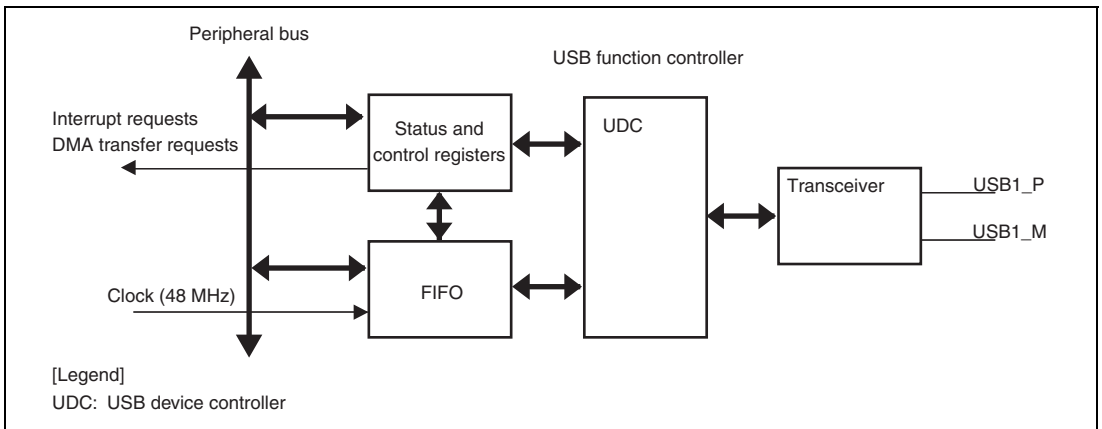 Peripheral bus
USB function controller
Interrupt requests
DMA transfer requests
Status and
control registers
UDC
Transceiver
USB1_P
USB1_M
Clock (48 MHz)
FIFO
[Legend]
UDC: USB device controller